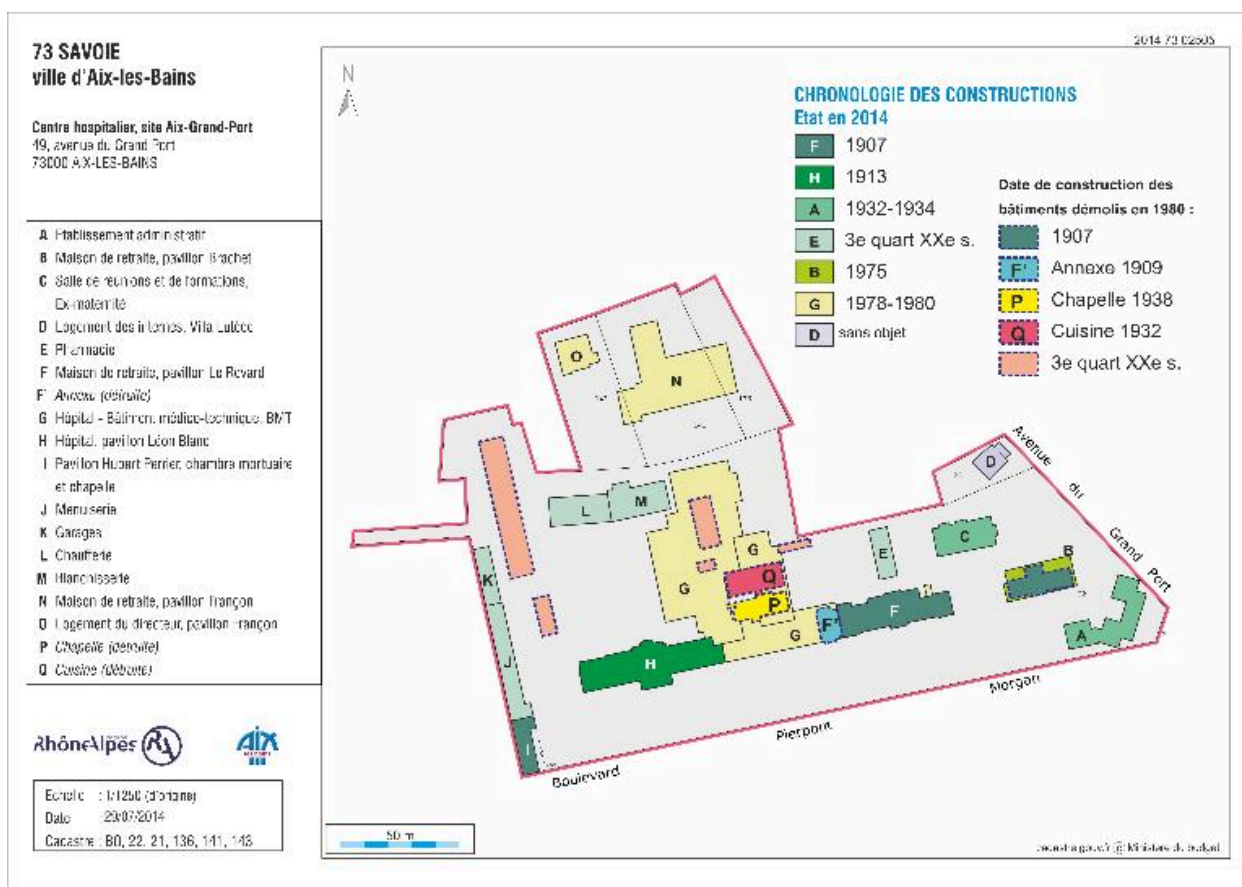 2014 73 02505
73 SAVOIE
ville d'Aix-les-Bains
Centre hospitalier, site Aix-Grand-Port
49, avenue du Grand Port
73000 AIX-LES-BAINS
A Etablissement administratif
B Maison de retraite, pavillon Brachet
C Salle de réunions et de formations,
Ex-maternité
D Logement des internes, Villa Lutèce
E Pharmacie
F Maison de retraite, pavillon Le Revard
F' Annexe (détruite)
G Hôpital - Bâtiment médico-technique, BMT
H Hôpital, pavillon Léon Blanc
I Pavillon Hubert Perrier, chambre mortuaire
et chapelle
J Menuiserie
K Garages
L Chaufferie
M Blanchisserie
N Maison de retraite, pavillon Françon
O Logement du directeur, pavillon Françon
P Chapelle (détruite)
Q Cuisine (détruite)
RhôneAlpes RA
AIX
Echelle : 1/1250 (d'origine)
Date : 29/07/2014
Cadastre : BO, 22, 21, 136, 141, 143
N
CHRONOLOGIE DES CONSTRUCTIONS
Etat en 2014
F 1907
H 1913
A 1932-1934
E 3e quart XXe s.
B 1975
G 1978-1980
D sans objet
Date de construction des
bâtiments démolis en 1980 :
1907
F' Annexe 1909
P Chapelle 1938
Q Cuisine 1932
3e quart XXe s.
O
N
D
Avenue du Grand Port
L
M
C
E
G
B
K
Q
G
P
F
F'
G
A
H
J
I
Boulevard Pierpont Morgan
50 m
cadastre.gouv.fr © Ministère du budget